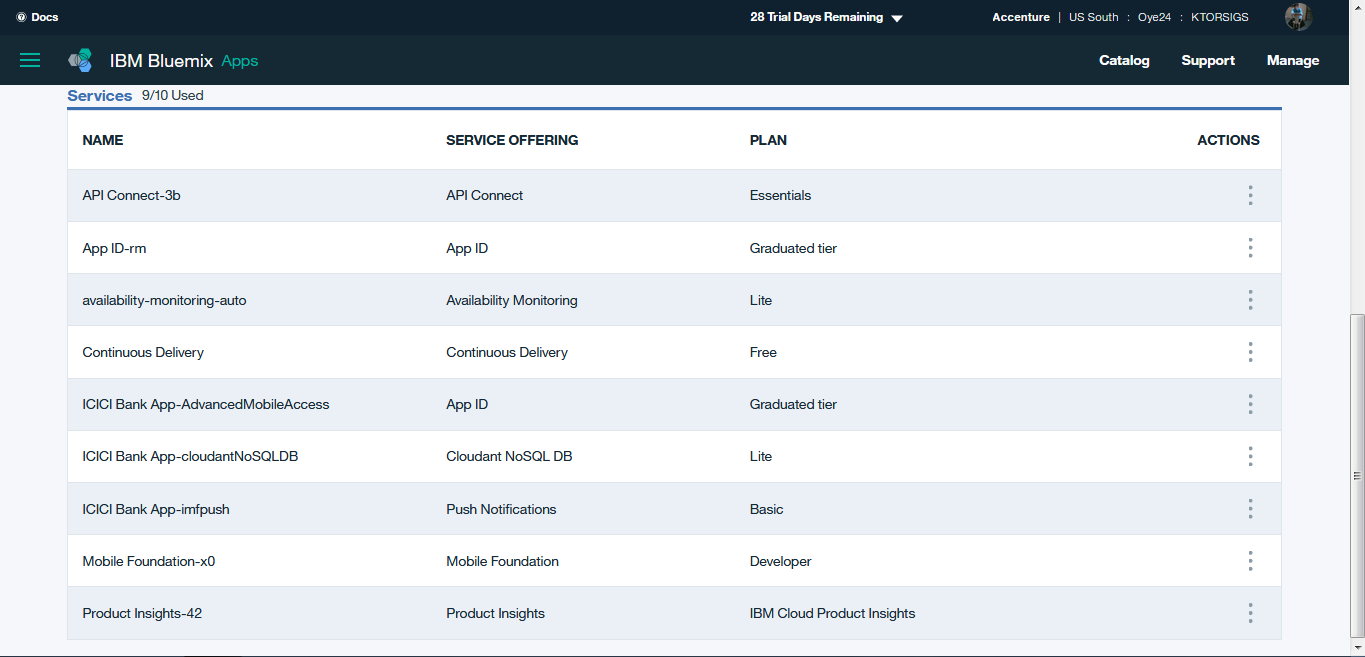 Docs 28 Trial Days Remaining Accenture | US South : Oye24 : KTORSIGS
IBM Bluemix Apps Catalog Support Manage
Services 9/10 Used
NAME SERVICE OFFERING PLAN ACTIONS
API Connect-3b API Connect Essentials
App ID-rm App ID Graduated tier
availability-monitoring-auto Availability Monitoring Lite
Continuous Delivery Continuous Delivery Free
ICICI Bank App-AdvancedMobileAccess App ID Graduated tier
ICICI Bank App-cloudantNoSQLDB Cloudant NoSQL DB Lite
ICICI Bank App-imfpush Push Notifications Basic
Mobile Foundation-x0 Mobile Foundation Developer
Product Insights-42 Product Insights IBM Cloud Product Insights